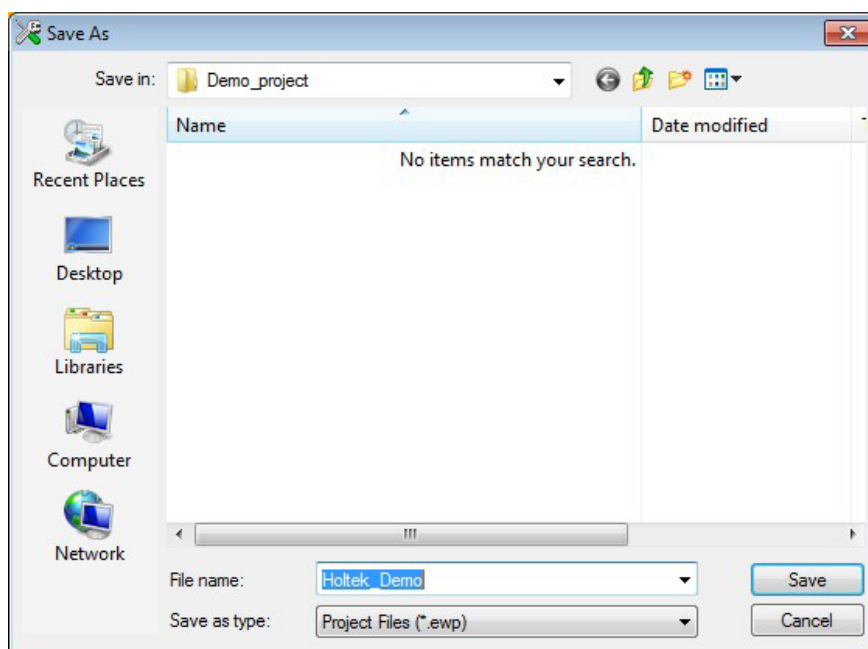 Save As
Save in: Demo_project
Name Date modified
No items match your search.
Recent Places
Desktop
Libraries
Computer
Network
File name: Holtek_Demo Save
Save as type: Project Files (*.ewp) Cancel